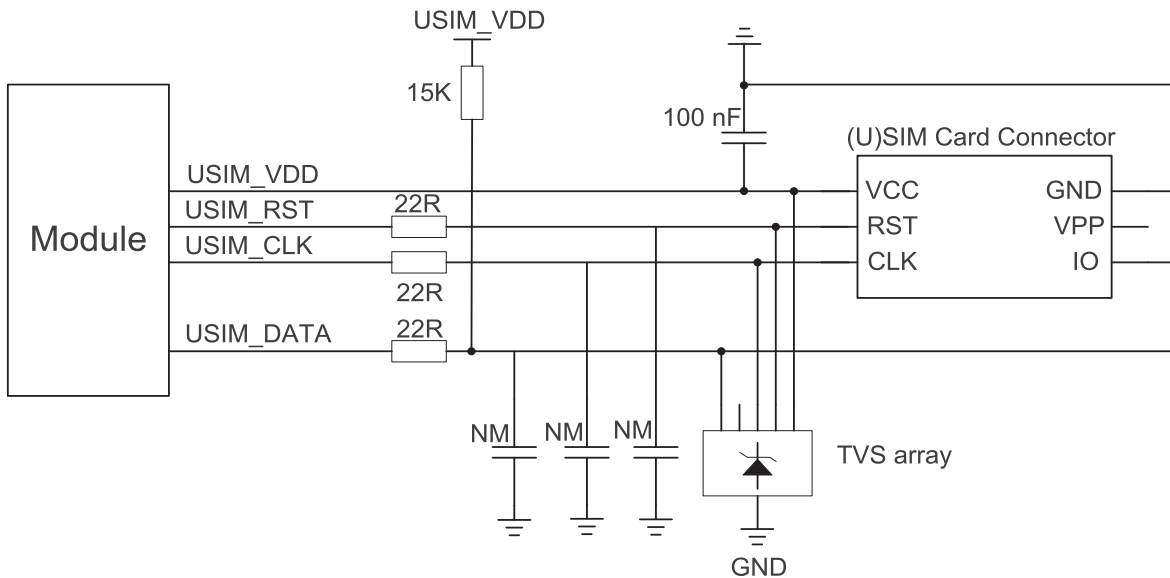 USIM_VDD
15K
100 nF
(U)SIM Card Connector
Module
USIM_VDD
USIM_RST
22R
USIM_CLK
22R
USIM_DATA
22R
VCC
GND
RST
VPP
CLK
IO
NM
NM
NM
TVS array
GND